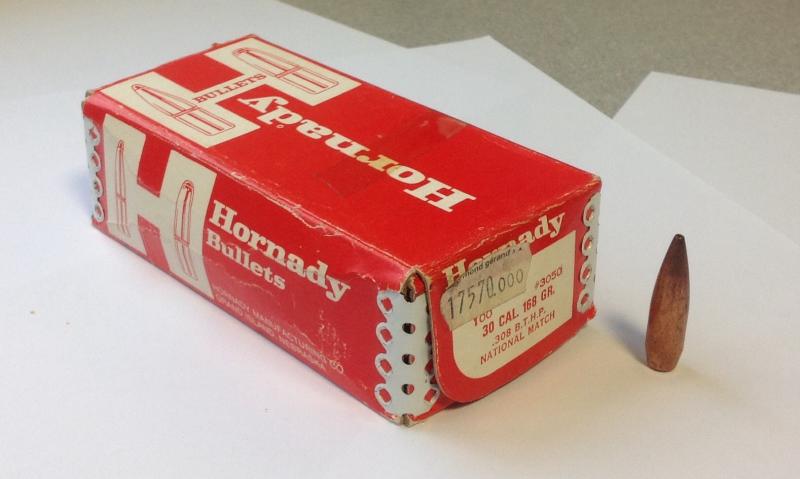 BULLETS
Hornady
Hornady
Bullets
HORNADY MANUFACTURING CO
GRAND ISLAND, NEBRASKA
Hornady
gérand
17570.000
100 #3050
30 CAL. 168 GR.
.308 B.T.H.P.
NATIONAL MATCH